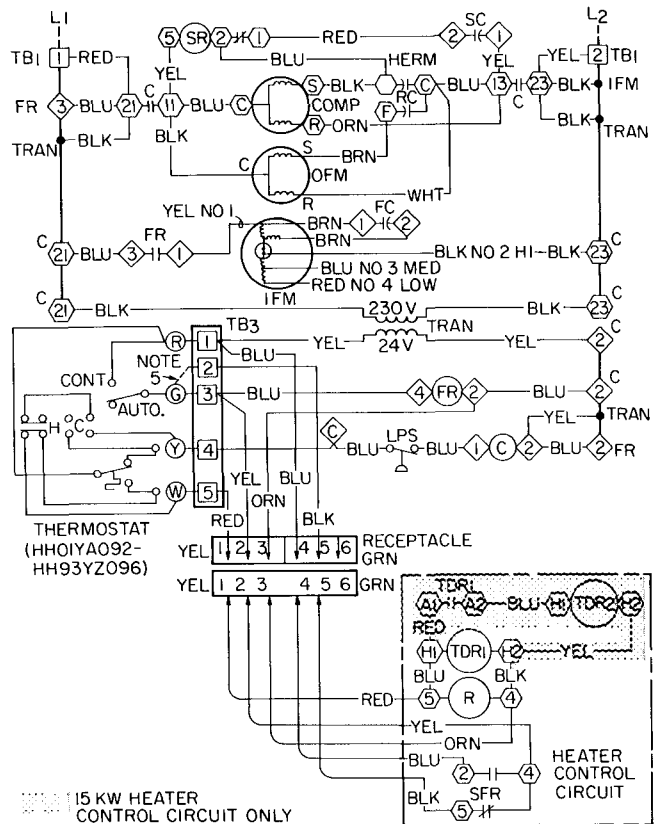 L1 L2
5 SR 2 1 RED 2 SC 1
TB1 1 RED BLU HERM YEL YEL 2 TB1
YEL
FR 3 BLU 21 C 11 BLU C S BLK C BLU 13 C 23 BLK IFM
COMP F RC
R ORN
TRAN BLK BLK BLK TRAN
S BRN
C OFM
R WHT
YEL NO 1
BRN 1 FC 2
C 21 BLU 3 FR 1 BRN
1 BLK NO 2 HI BLK 23 C
BLU NO 3 MED
RED NO 4 LOW
IFM
C 21 BLK 230 V BLK 23 C
TB3 TRAN
R 1 YEL 24V YEL 2 C
NOTE 5 2 BLU
CONT
G 3 BLU 4 FR 2 BLU 2 C
AUTO.
YEL TRAN
H C C
Y 4 BLU LPS BLU 1 C 2 BLU 2 FR
W 5 YEL BLU
RED ORN BLK
THERMOSTAT
(HH01YA092-
HH93YZ096)
YEL 1 2 3 4 5 6 RECEPTACLE
GRN
YEL 1 2 3 4 5 6 GRN
TDR1
A1 A2 BLU H1 TDR2 H2
RED
H1 TDR1 H2 YEL
BLU BLK
RED 5 R 4
YEL
ORN
BLU 2 4 HEATER
CONTROL
CIRCUIT
SFR
BLK 5
15 KW HEATER
CONTROL CIRCUIT ONLY